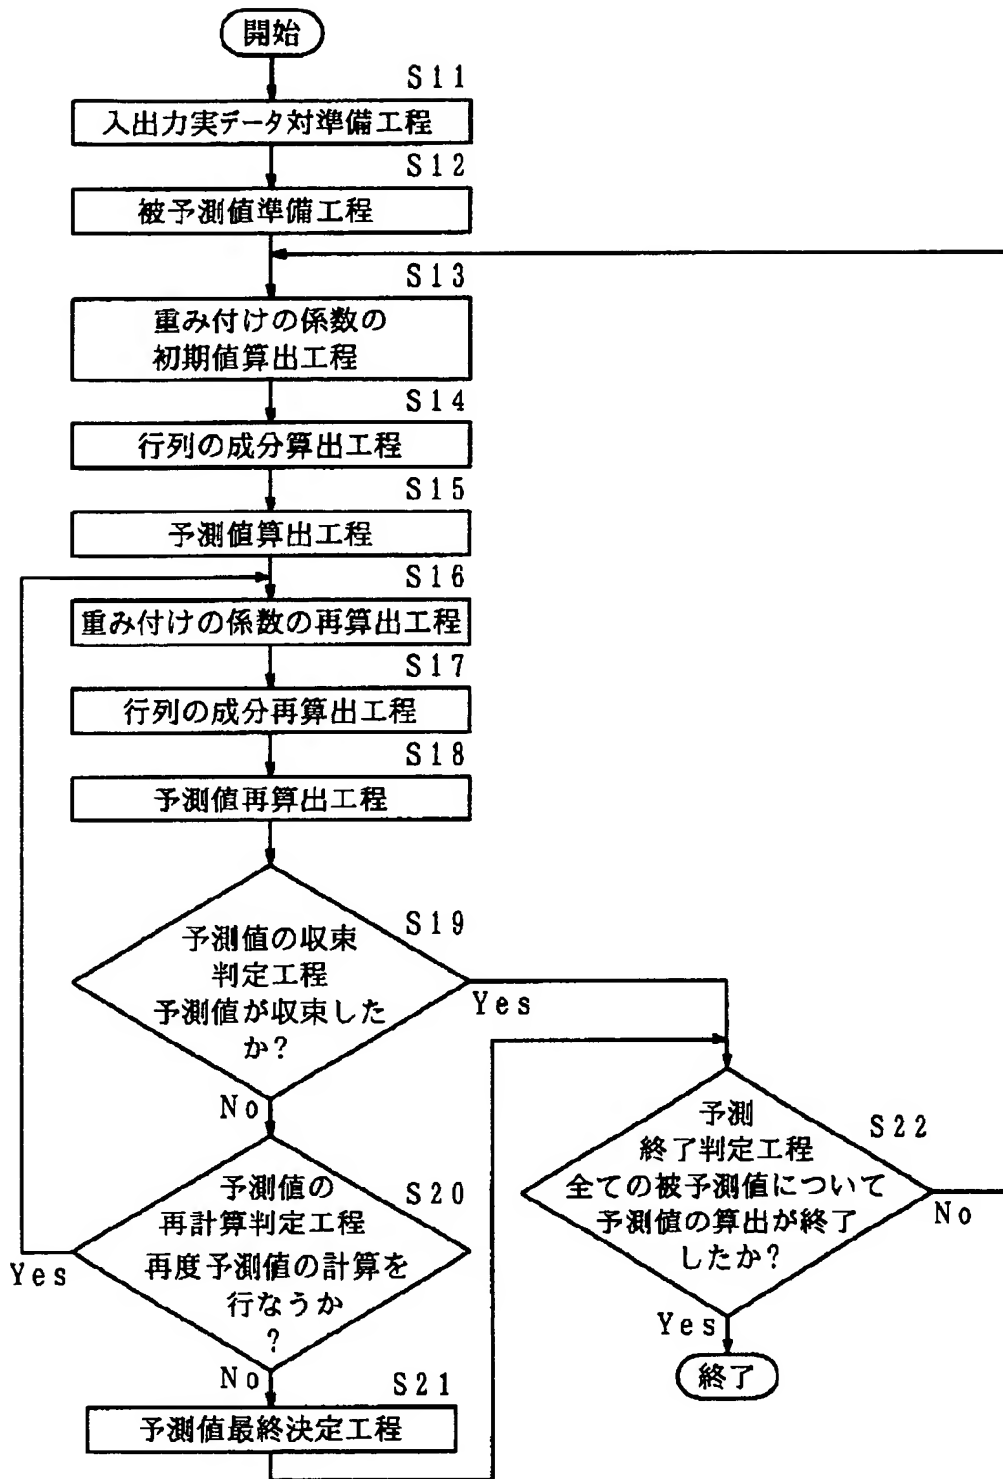 開始
S11
入出力実データ対準備工程
S12
被予測値準備工程
S13
重み付けの係数の
初期値算出工程
S14
行列の成分算出工程
S15
予測値算出工程
S16
重み付けの係数の再算出工程
S17
行列の成分再算出工程
S18
予測値再算出工程
S19
予測値の収束
判定工程
予測値が収束した
か?
Yes
No
S20
予測値の
再計算判定工程
再度予測値の計算を
行なうか
?
Yes
No
S21
予測値最終決定工程
S22
予測
終了判定工程
全ての被予測値について
予測値の算出が終了
したか?
No
Yes
終了